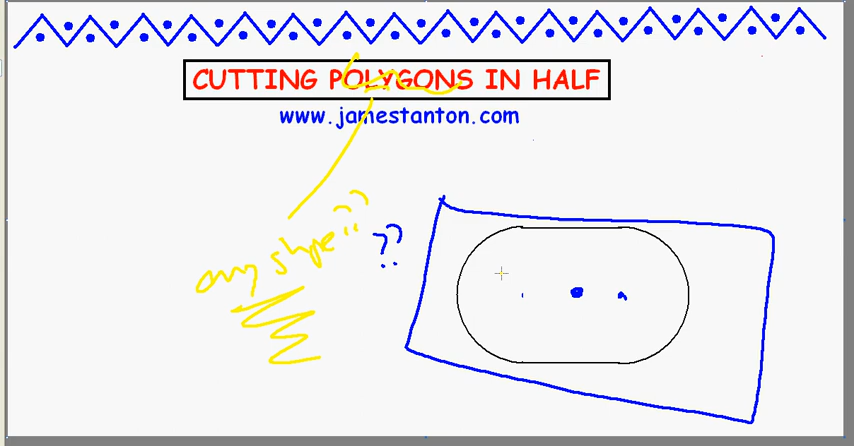 CUTTING POLYGONS IN HALF
www.jamestanton.com
any shape??
??